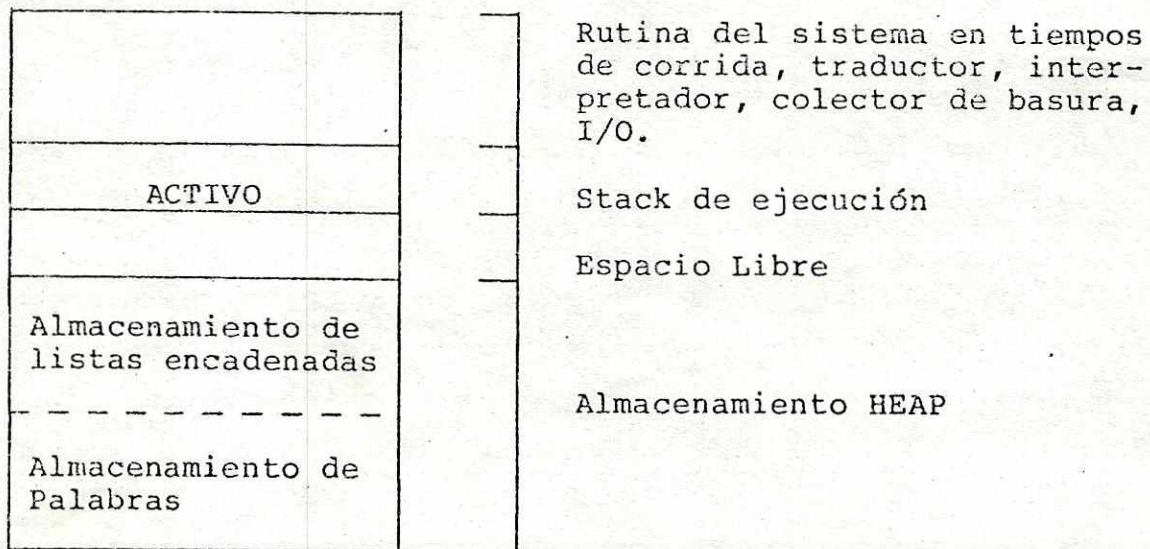 Rutina del sistema en tiempos
de corrida, traductor, inter-
pretador, colector de basura,
I/O.
ACTIVO
Stack de ejecución
Espacio Libre
Almacenamiento de
listas encadenadas
Almacenamiento HEAP
Almacenamiento de
Palabras